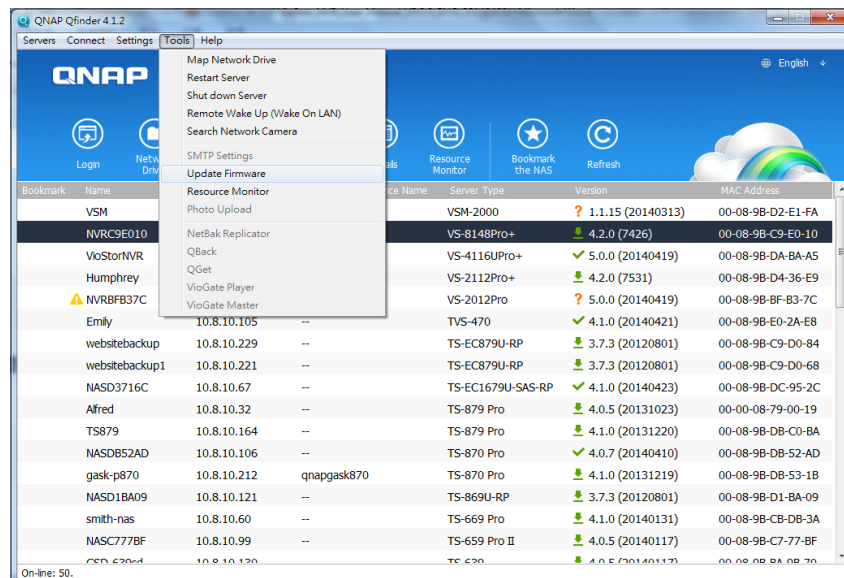 QNAP Qfinder 4.1.2
Servers Connect Settings Tools Help
QNAP
English
Map Network Drive
Restart Server
Shut down Server
Remote Wake Up (Wake On LAN)
Search Network Camera
SMTP Settings
Update Firmware
Resource Monitor
Photo Upload
NetBak Replicator
QBack
QGet
VioGate Player
VioGate Master
Login
Resource
Monitor
Bookmark
the NAS
Refresh
Bookmark Name Name Server Type Version MAC Address
VSM VSM-2000 1.1.15 (20140313) 00-08-9B-D2-E1-FA
NVRC9E010 VS-8148Pro+ 4.2.0 (7426) 00-08-9B-C9-E0-10
VioStorNVR VS-4116UPro+ 5.0.0 (20140419) 00-08-9B-DA-BA-A5
Humphrey VS-2112Pro+ 4.2.0 (7531) 00-08-9B-D4-36-E9
NVRBFB37C VS-2012Pro 5.0.0 (20140419) 00-08-9B-BF-B3-7C
Emily 10.8.10.105 -- TVS-470 4.1.0 (20140421) 00-08-9B-E0-2A-E8
websitebackup 10.8.10.229 -- TS-EC879U-RP 3.7.3 (20120801) 00-08-9B-C9-D0-84
websitebackup1 10.8.10.221 -- TS-EC879U-RP 3.7.3 (20120801) 00-08-9B-C9-D0-68
NASD3716C 10.8.10.67 -- TS-EC1679U-SAS-RP 4.1.0 (20140423) 00-08-9B-DC-95-2C
Alfred 10.8.10.32 -- TS-879 Pro 4.0.5 (20131023) 00-00-08-79-00-19
TS879 10.8.10.164 -- TS-879 Pro 4.1.0 (20131220) 00-08-9B-DB-C0-BA
NASDB52AD 10.8.10.106 -- TS-870 Pro 4.0.7 (20140410) 00-08-9B-DB-52-AD
gask-p870 10.8.10.212 qnapgask870 TS-870 Pro 4.1.0 (20131219) 00-08-9B-DB-53-1B
NASD1BA09 10.8.10.121 -- TS-869U-RP 3.7.3 (20120801) 00-08-9B-D1-BA-09
smith-nas 10.8.10.60 -- TS-669 Pro 4.1.0 (20140131) 00-08-9B-CB-DB-3A
NASC777BF 10.8.10.99 -- TS-659 Pro II 4.0.5 (20140117) 00-08-9B-C7-77-BF
On-line: 50.